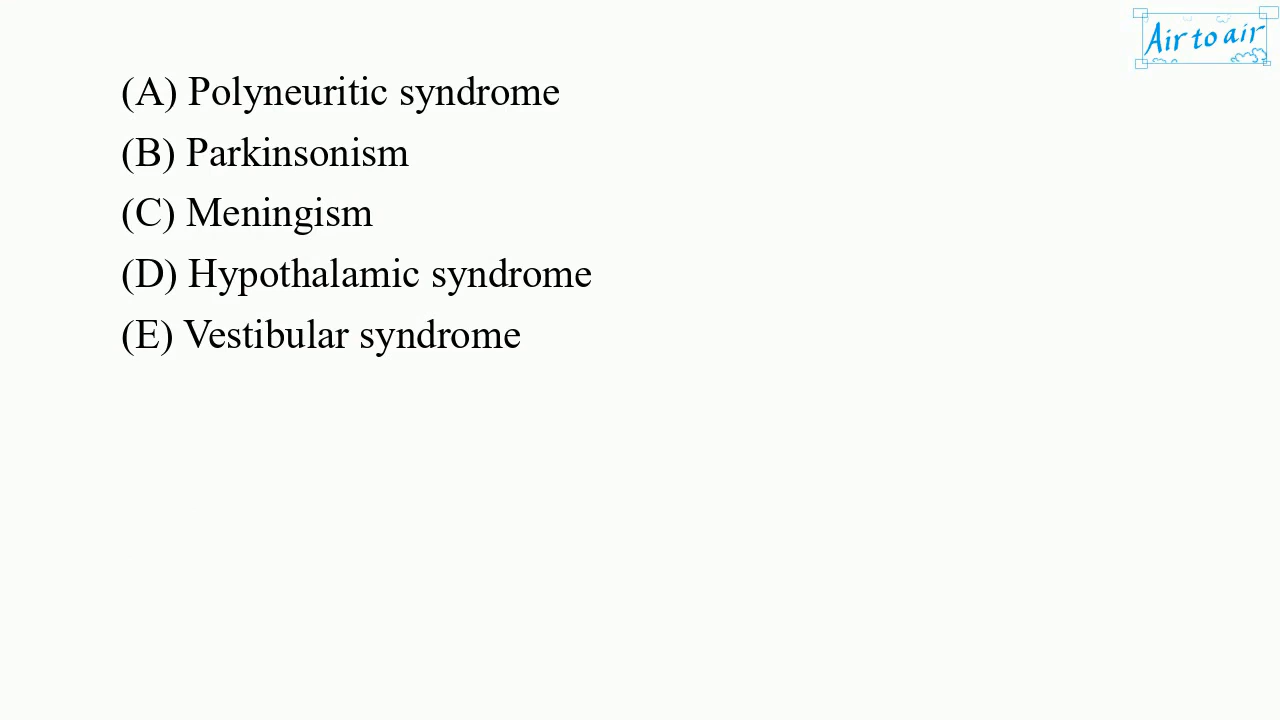 Air to air
(A) Polyneuritic syndrome
(B) Parkinsonism
(C) Meningism
(D) Hypothalamic syndrome
(E) Vestibular syndrome